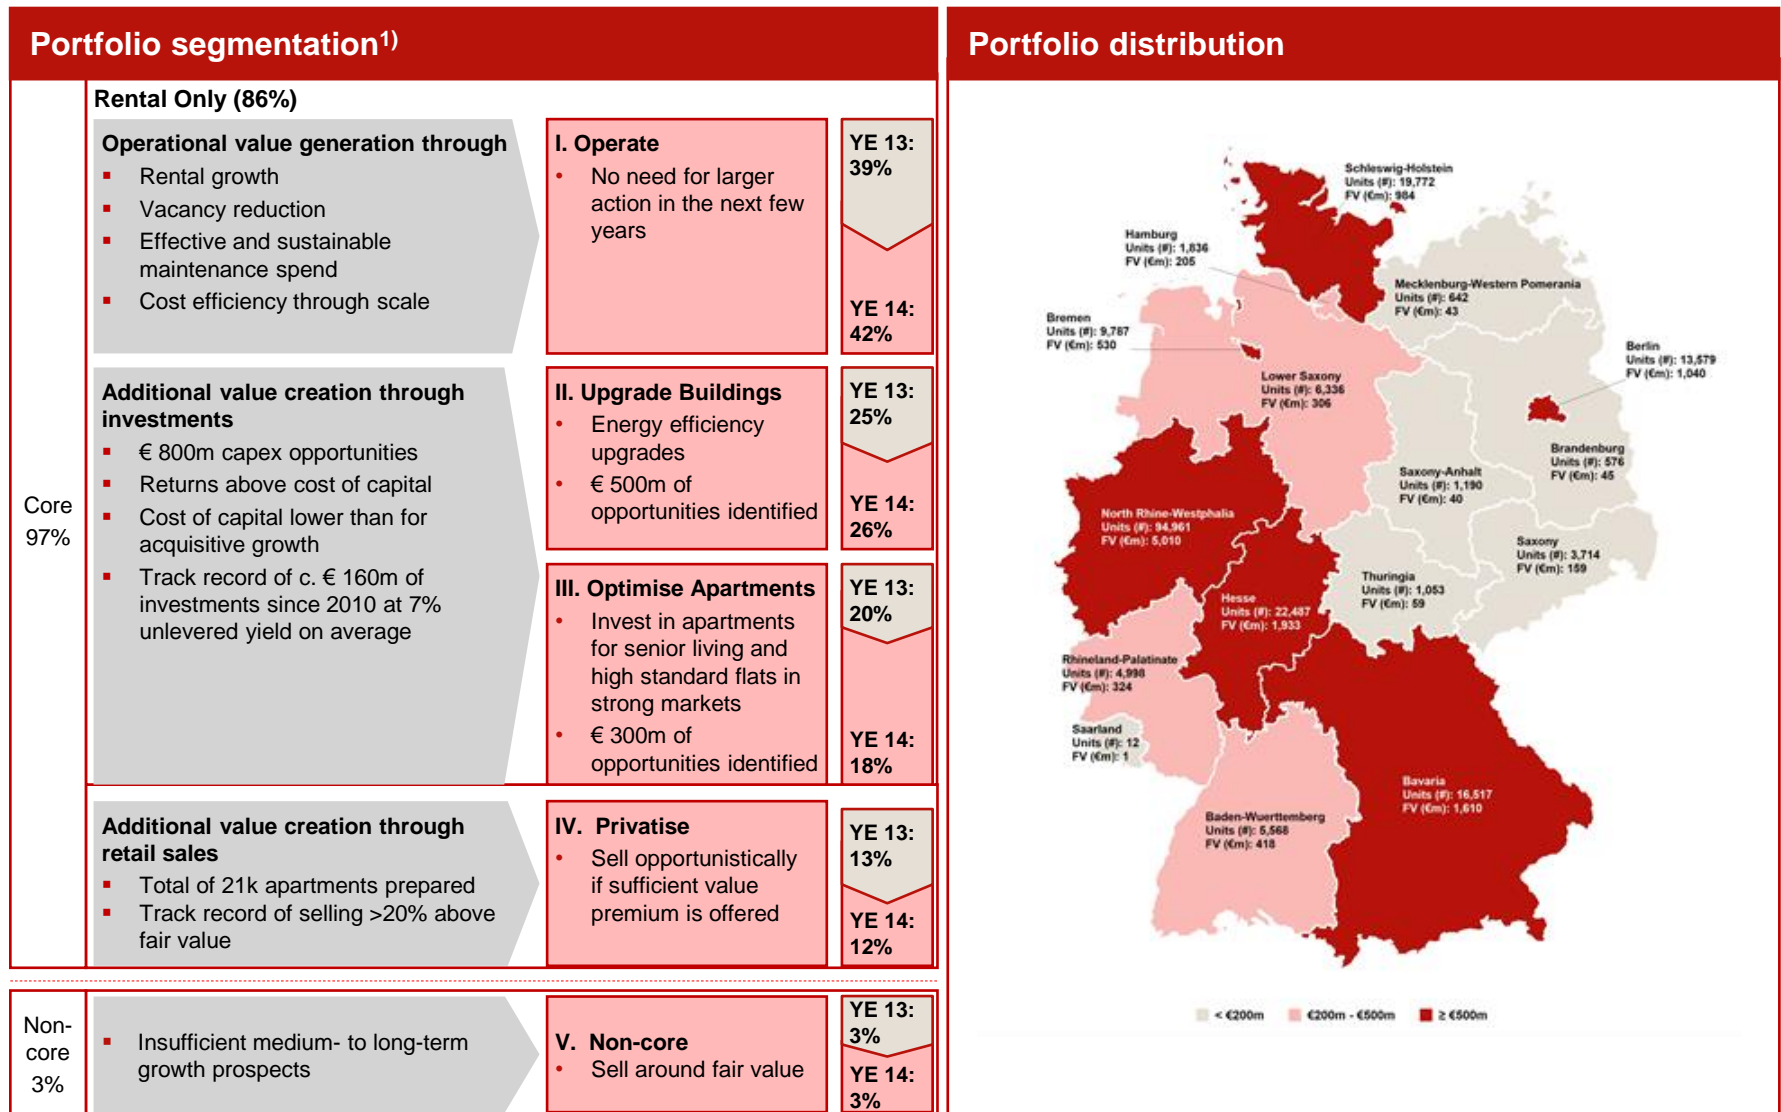 Portfolio segmentation1)
Core
97%
Rental Only (86%)
Operational value generation through
▪ Rental growth
▪ Vacancy reduction
▪ Effective and sustainable
maintenance spend
▪ Cost efficiency through scale
I. Operate
• No need for larger
action in the next few
years
YE 13:
39%
YE 14:
42%
Additional value creation through
investments
▪ € 800m capex opportunities
▪ Returns above cost of capital
▪ Cost of capital lower than for
acquisitive growth
▪ Track record of c. € 160m of
investments since 2010 at 7%
unlevered yield on average
II. Upgrade Buildings
• Energy efficiency
upgrades
• € 500m of
opportunities identified
YE 13:
25%
YE 14:
26%
III. Optimise Apartments
• Invest in apartments
for senior living and
high standard flats in
strong markets
• € 300m of
opportunities identified
YE 13:
20%
YE 14:
18%
Additional value creation through
retail sales
▪ Total of 21k apartments prepared
▪ Track record of selling >20% above
fair value
IV. Privatise
• Sell opportunistically
if sufficient value
premium is offered
YE 13:
13%
YE 14:
12%
Non-
core
3%
▪ Insufficient medium- to long-term
growth prospects
V. Non-core
• Sell around fair value
YE 13:
3%
YE 14:
3%
Portfolio distribution
Schleswig-Holstein
Units (#): 19,772
FV (€m): 984
Hamburg
Units (#): 1,836
FV (€m): 205
Mecklenburg-Western Pomerania
Units (#): 642
FV (€m): 43
Bremen
Units (#): 9,787
FV (€m): 530
Berlin
Units (#): 13,579
FV (€m): 1,040
Lower Saxony
Units (#): 6,336
FV (€m): 306
Brandenburg
Units (#): 576
FV (€m): 45
Saxony-Anhalt
Units (#): 1,190
FV (€m): 40
North Rhine-Westphalia
Units (#): 94,961
FV (€m): 5,010
Saxony
Units (#): 3,714
FV (€m): 159
Thuringia
Units (#): 1,053
FV (€m): 59
Hesse
Units (#): 22,487
FV (€m): 1,933
Rhineland-Palatinate
Units (#): 4,998
FV (€m): 324
Saarland
Units (#): 12
FV (€m): 1
Bavaria
Units (#): 16,517
FV (€m): 1,610
Baden-Wuerttemberg
Units (#): 5,568
FV (€m): 418
< €200m
€200m - €500m
≥ €500m